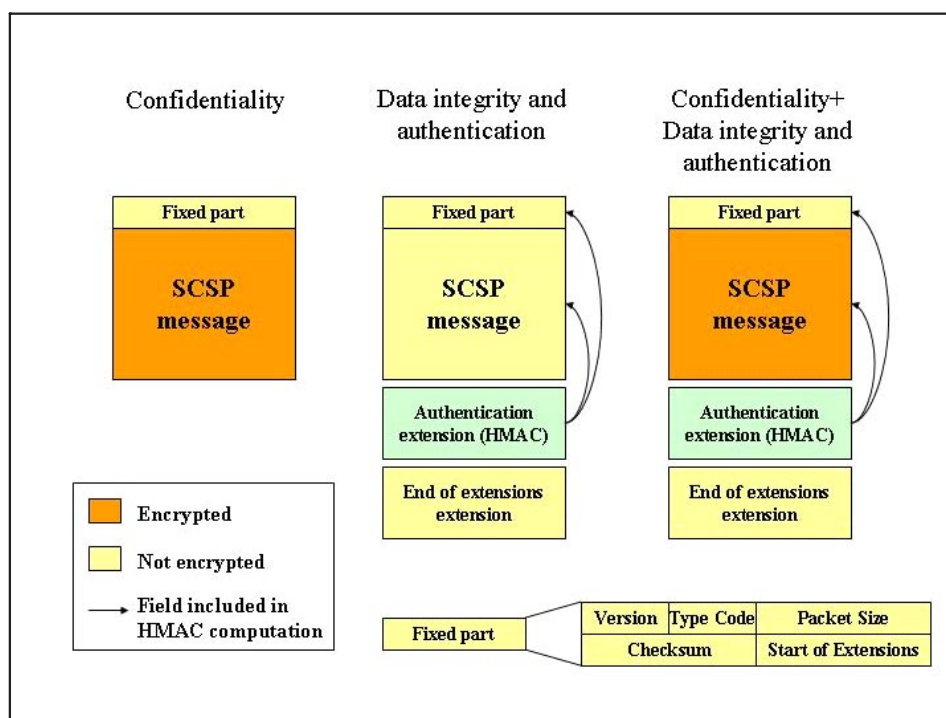 Confidentiality
Data integrity and
authentication
Confidentiality+
Data integrity and
authentication
Fixed part
SCSP
message
Fixed part
SCSP
message
Authentication
extension (HMAC)
End of extensions
extension
Fixed part
SCSP
message
Authentication
extension (HMAC)
End of extensions
extension
Encrypted
Not encrypted
Field included in
HMAC computation
Fixed part
Version Type Code Packet Size
Checksum Start of Extensions